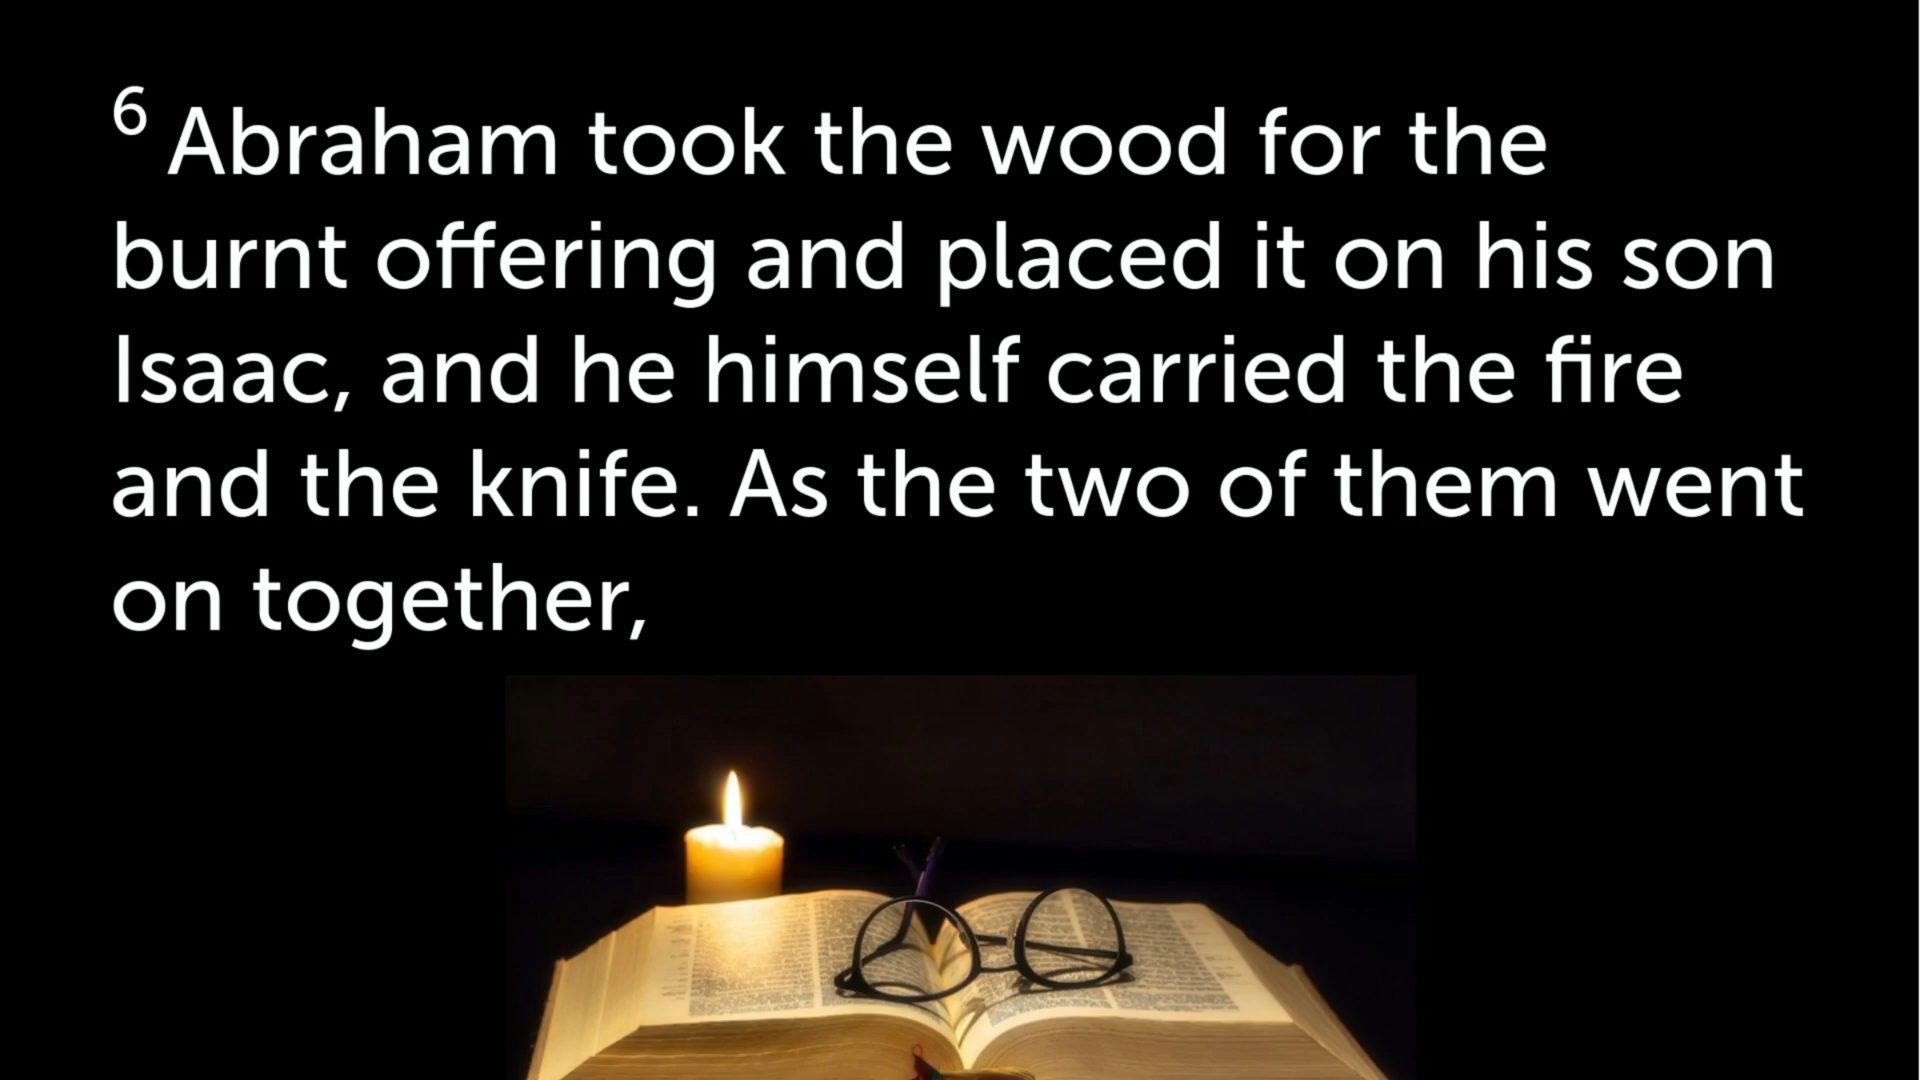 6 Abraham took the wood for the
burnt offering and placed it on his son
Isaac, and he himself carried the fire
and the knife. As the two of them went
on together,